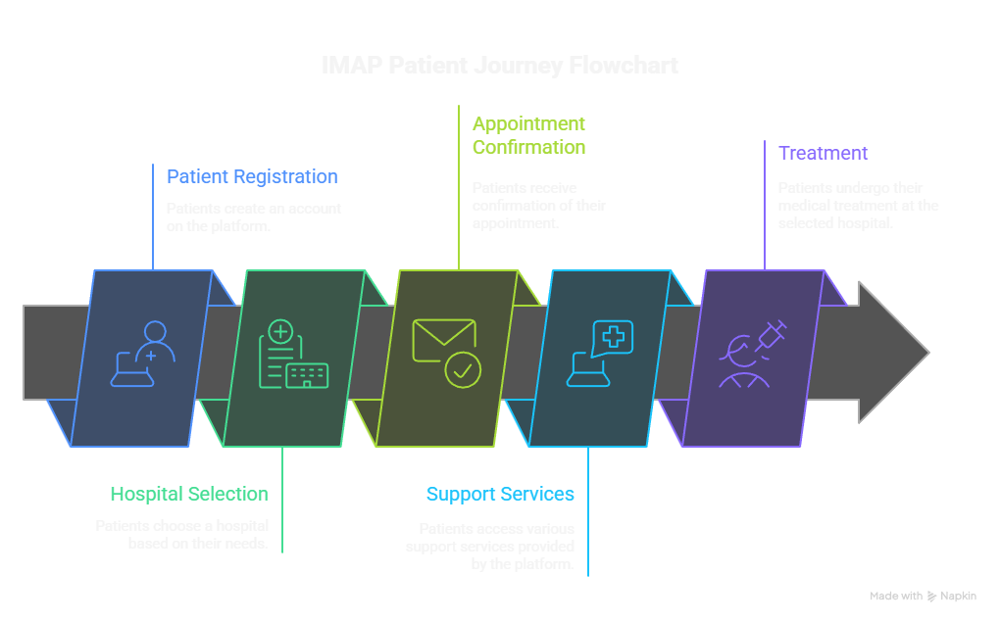 IMAP Patient Journey Flowchart
Patient Registration
Patients create an account
on the platform.
Hospital Selection
Patients choose a hospital
based on their needs.
Appointment
Confirmation
Patients receive
confirmation of their
appointment.
Support Services
Patients access various
support services provided
by the platform.
Treatment
Patients undergo their
medical treatment at the
selected hospital.
Made with Napkin